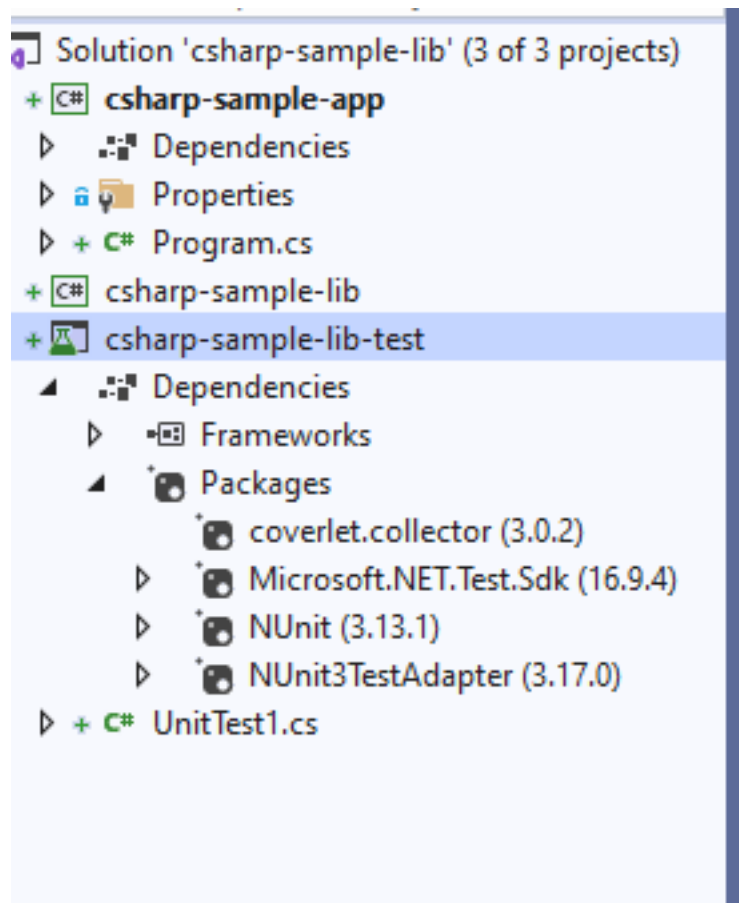 Solution 'csharp-sample-lib' (3 of 3 projects)
+ C# csharp-sample-app
Dependencies
Properties
+ C# Program.cs
+ C# csharp-sample-lib
+ csharp-sample-lib-test
Dependencies
Frameworks
Packages
coverlet.collector (3.0.2)
Microsoft.NET.Test.Sdk (16.9.4)
NUnit (3.13.1)
NUnit3TestAdapter (3.17.0)
+ C# UnitTest1.cs